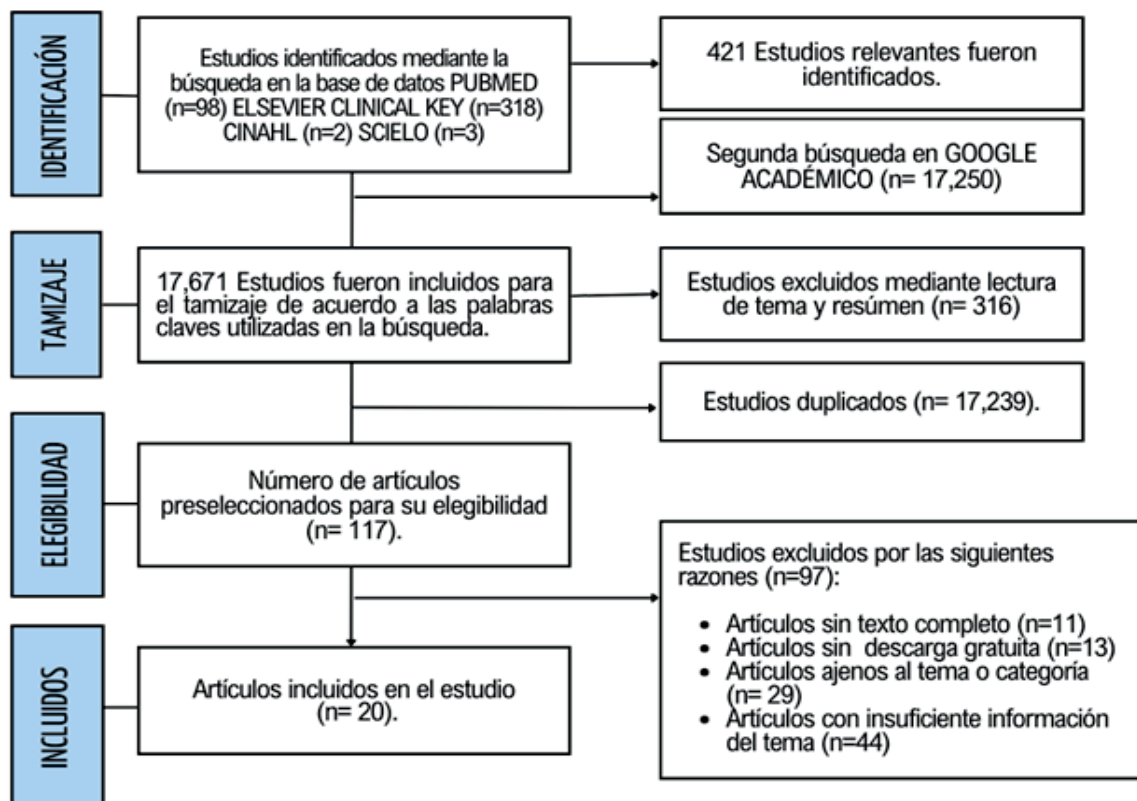 IDENTIFICACIÓN
Estudios identificados mediante la
búsqueda en la base de datos PUBMED
(n=98) ELSEVIER CLINICAL KEY (n=318)
CINAHL (n=2) SCIELO (n=3)
421 Estudios relevantes fueron
identificados.
Segunda búsqueda en GOOGLE
ACADÉMICO (n= 17,250)
TAMIZAJE
17,671 Estudios fueron incluidos para
el tamizaje de acuerdo a las palabras
claves utilizadas en la búsqueda.
Estudios excluidos mediante lectura
de tema y resúmen (n= 316)
Estudios duplicados (n= 17,239).
ELEGIBILIDAD
Número de artículos
preseleccionados para su elegibilidad
(n= 117).
Estudios excluidos por las siguientes
razones (n=97):
• Artículos sin texto completo (n=11)
• Artículos sin descarga gratuita (n=13)
• Artículos ajenos al tema o categoría
(n= 29)
• Artículos con insuficiente información
del tema (n=44)
INCLUIDOS
Artículos incluidos en el estudio
(n= 20).